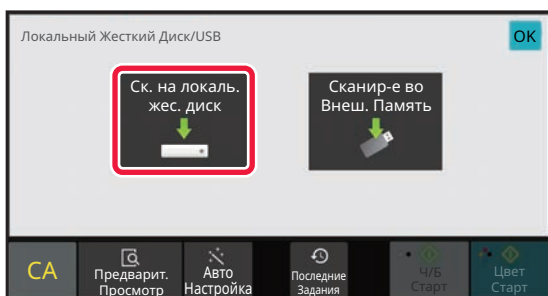 Локальный Жесткий Диск/USB
OK
Ск. на локаль.
жес. диск
Сканир-е во
Внеш. Память
CA
Предварит.
Просмотр
Авто
Настройка
Последние
Задания
Ч/Б
Старт
Цвет
Старт